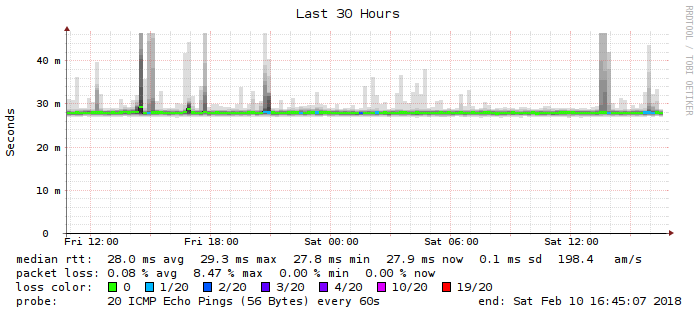 Last 30 Hours
RRDTOOL / TOBI OETIKER
Seconds
40 m
30 m
20 m
10 m
0
Fri 12:00 Fri 18:00 Sat 00:00 Sat 06:00 Sat 12:00
median rtt: 28.0 ms avg 29.3 ms max 27.8 ms min 27.9 ms now 0.1 ms sd 198.4 am/s
packet loss: 0.08 % avg 8.47 % max 0.00 % min 0.00 % now
loss color: 0 1/20 2/20 3/20 4/20 10/20 19/20
probe: 20 ICMP Echo Pings (56 Bytes) every 60s end: Sat Feb 10 16:45:07 2018